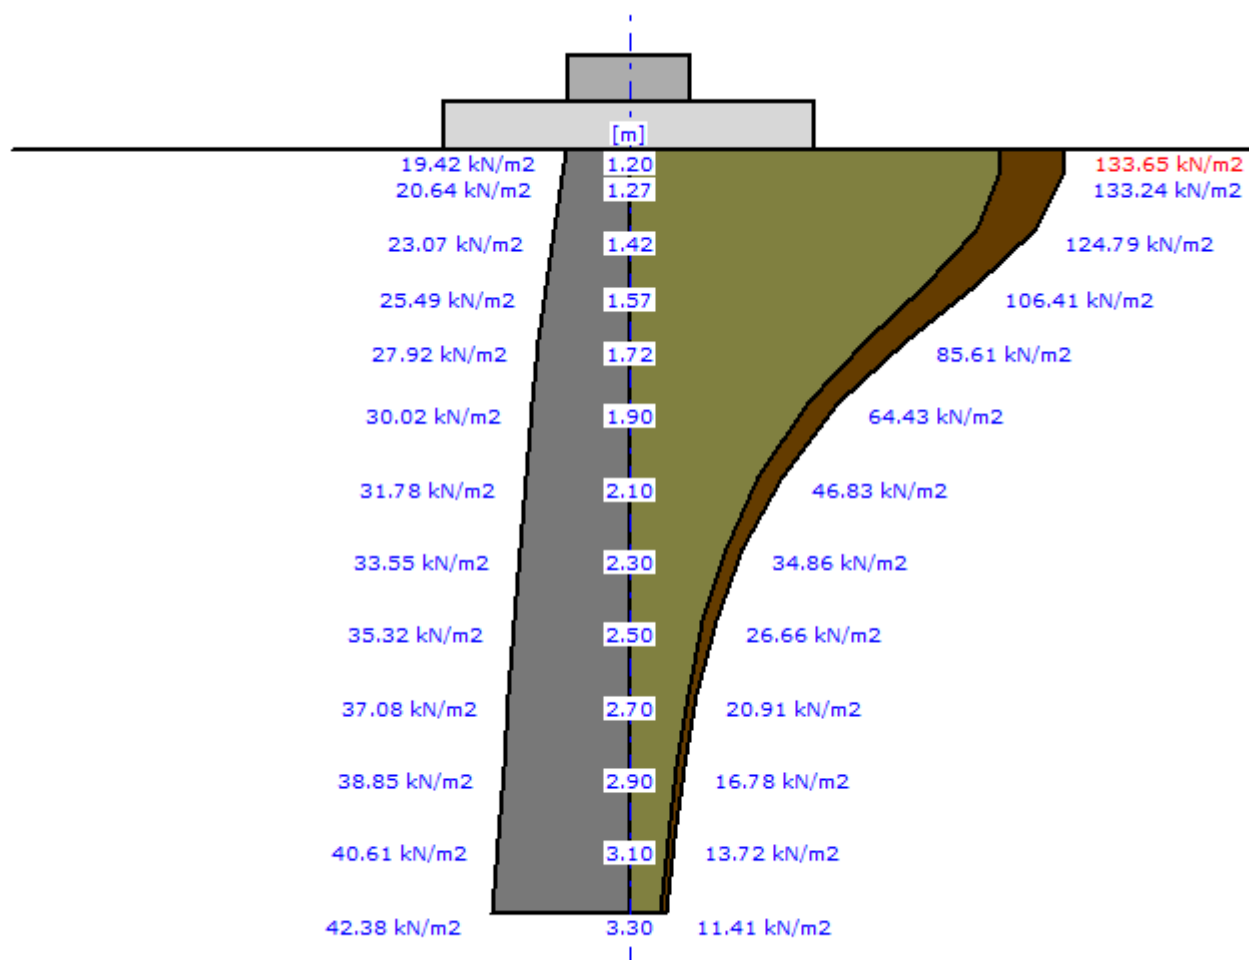 [m]
19.42 kN/m2 1.20 133.65 kN/m2
20.64 kN/m2 1.27 133.24 kN/m2
23.07 kN/m2 1.42 124.79 kN/m2
25.49 kN/m2 1.57 106.41 kN/m2
27.92 kN/m2 1.72 85.61 kN/m2
30.02 kN/m2 1.90 64.43 kN/m2
31.78 kN/m2 2.10 46.83 kN/m2
33.55 kN/m2 2.30 34.86 kN/m2
35.32 kN/m2 2.50 26.66 kN/m2
37.08 kN/m2 2.70 20.91 kN/m2
38.85 kN/m2 2.90 16.78 kN/m2
40.61 kN/m2 3.10 13.72 kN/m2
42.38 kN/m2 3.30 11.41 kN/m2